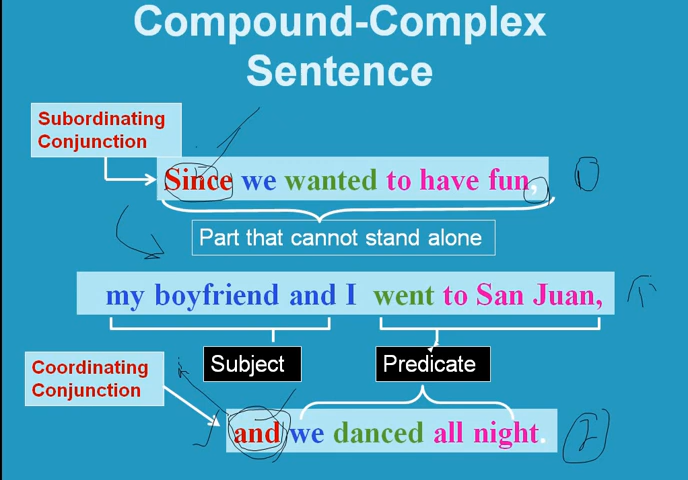 Compound-Complex
Sentence
Subordinating
Conjunction
Since we wanted to have fun,
Part that cannot stand alone
my boyfriend and I went to San Juan,
Subject
Predicate
Coordinating
Conjunction
and we danced all night.
2